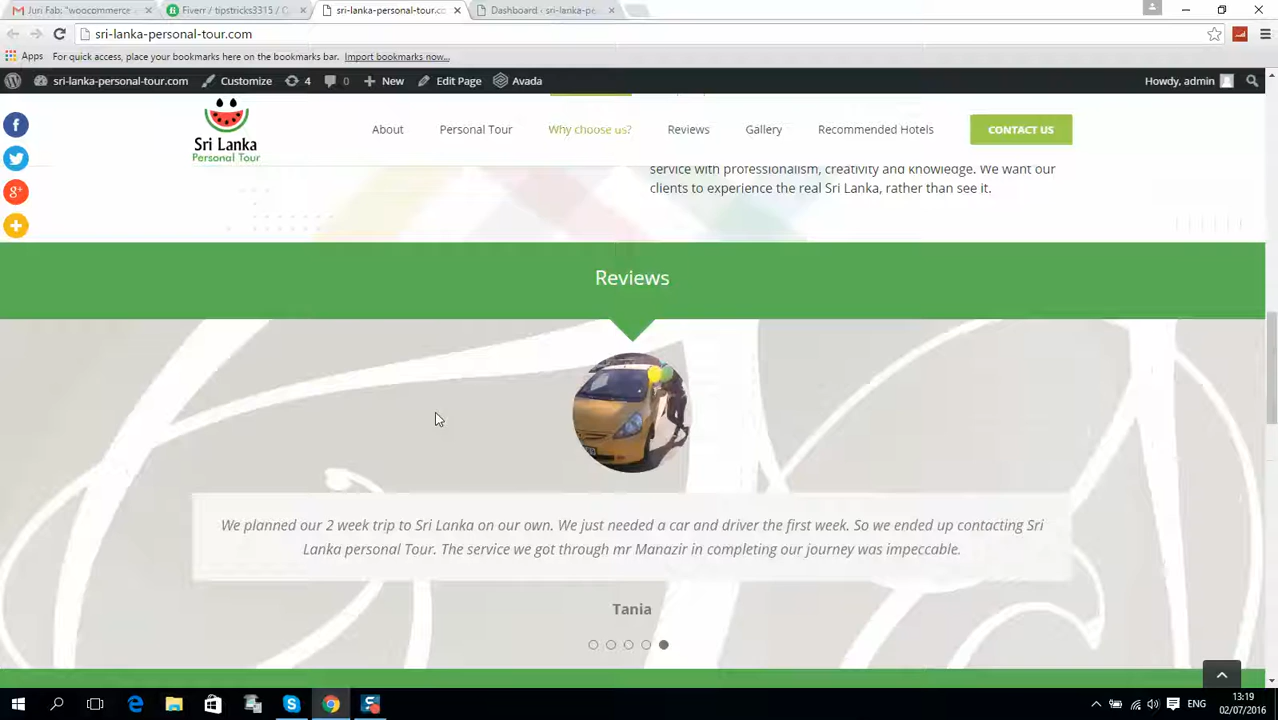 Juri Fab: "woocommerce
Fiverr / tipstricks3315 / C
sri-lanka-personal-tour.c
Dashboard ‹ sri-lanka-pe
sri-lanka-personal-tour.com
Apps For quick access, place your bookmarks here on the bookmarks bar. Import bookmarks now...
sri-lanka-personal-tour.com Customize 4 0 New Edit Page Avada Howdy, admin
Sri Lanka
Personal Tour
About Personal Tour Why choose us? Reviews Gallery Recommended Hotels CONTACT US
service with professionalism, creativity and knowledge. We want our
clients to experience the real Sri Lanka, rather than see it.
Reviews
We planned our 2 week trip to Sri Lanka on our own. We just needed a car and driver the first week. So we ended up contacting Sri
Lanka personal Tour. The service we got through mr Manazir in completing our journey was impeccable.
Tania
ENG
13:19
02/07/2016